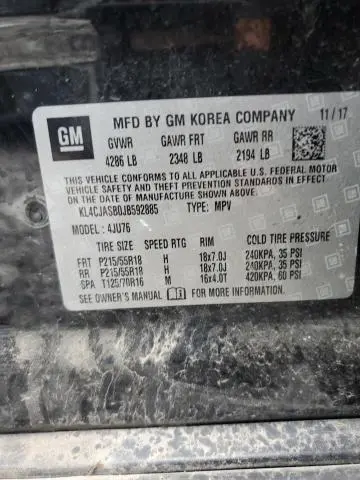 GM
MFD BY GM KOREA COMPANY 11/17
GVWR GAWR FRT GAWR RR
4286 LB 2348 LB 2194 LB
THIS VEHICLE CONFORMS TO ALL APPLICABLE U.S. FEDERAL MOTOR
VEHICLE SAFETY, BUMPER, AND THEFT PREVENTION STANDARDS IN
EFFECT ON THE DATE OF MANUFACTURE SHOWN ABOVE.
KL4CJASB0JB592885 TYPE: MPV
MODEL: 4JU76
TIRE SIZE SPEED RTG RIM COLD TIRE PRESSURE
FRT P215/55R18 H 18x7.0J 240KPA, 35 PSI
RR P215/55R18 H 18x7.0J 240KPA, 35 PSI
SPA T125/70R16 M 16x4.0T 420KPA, 60 PSI
SEE OWNER'S MANUAL FOR MORE INFORMATION.